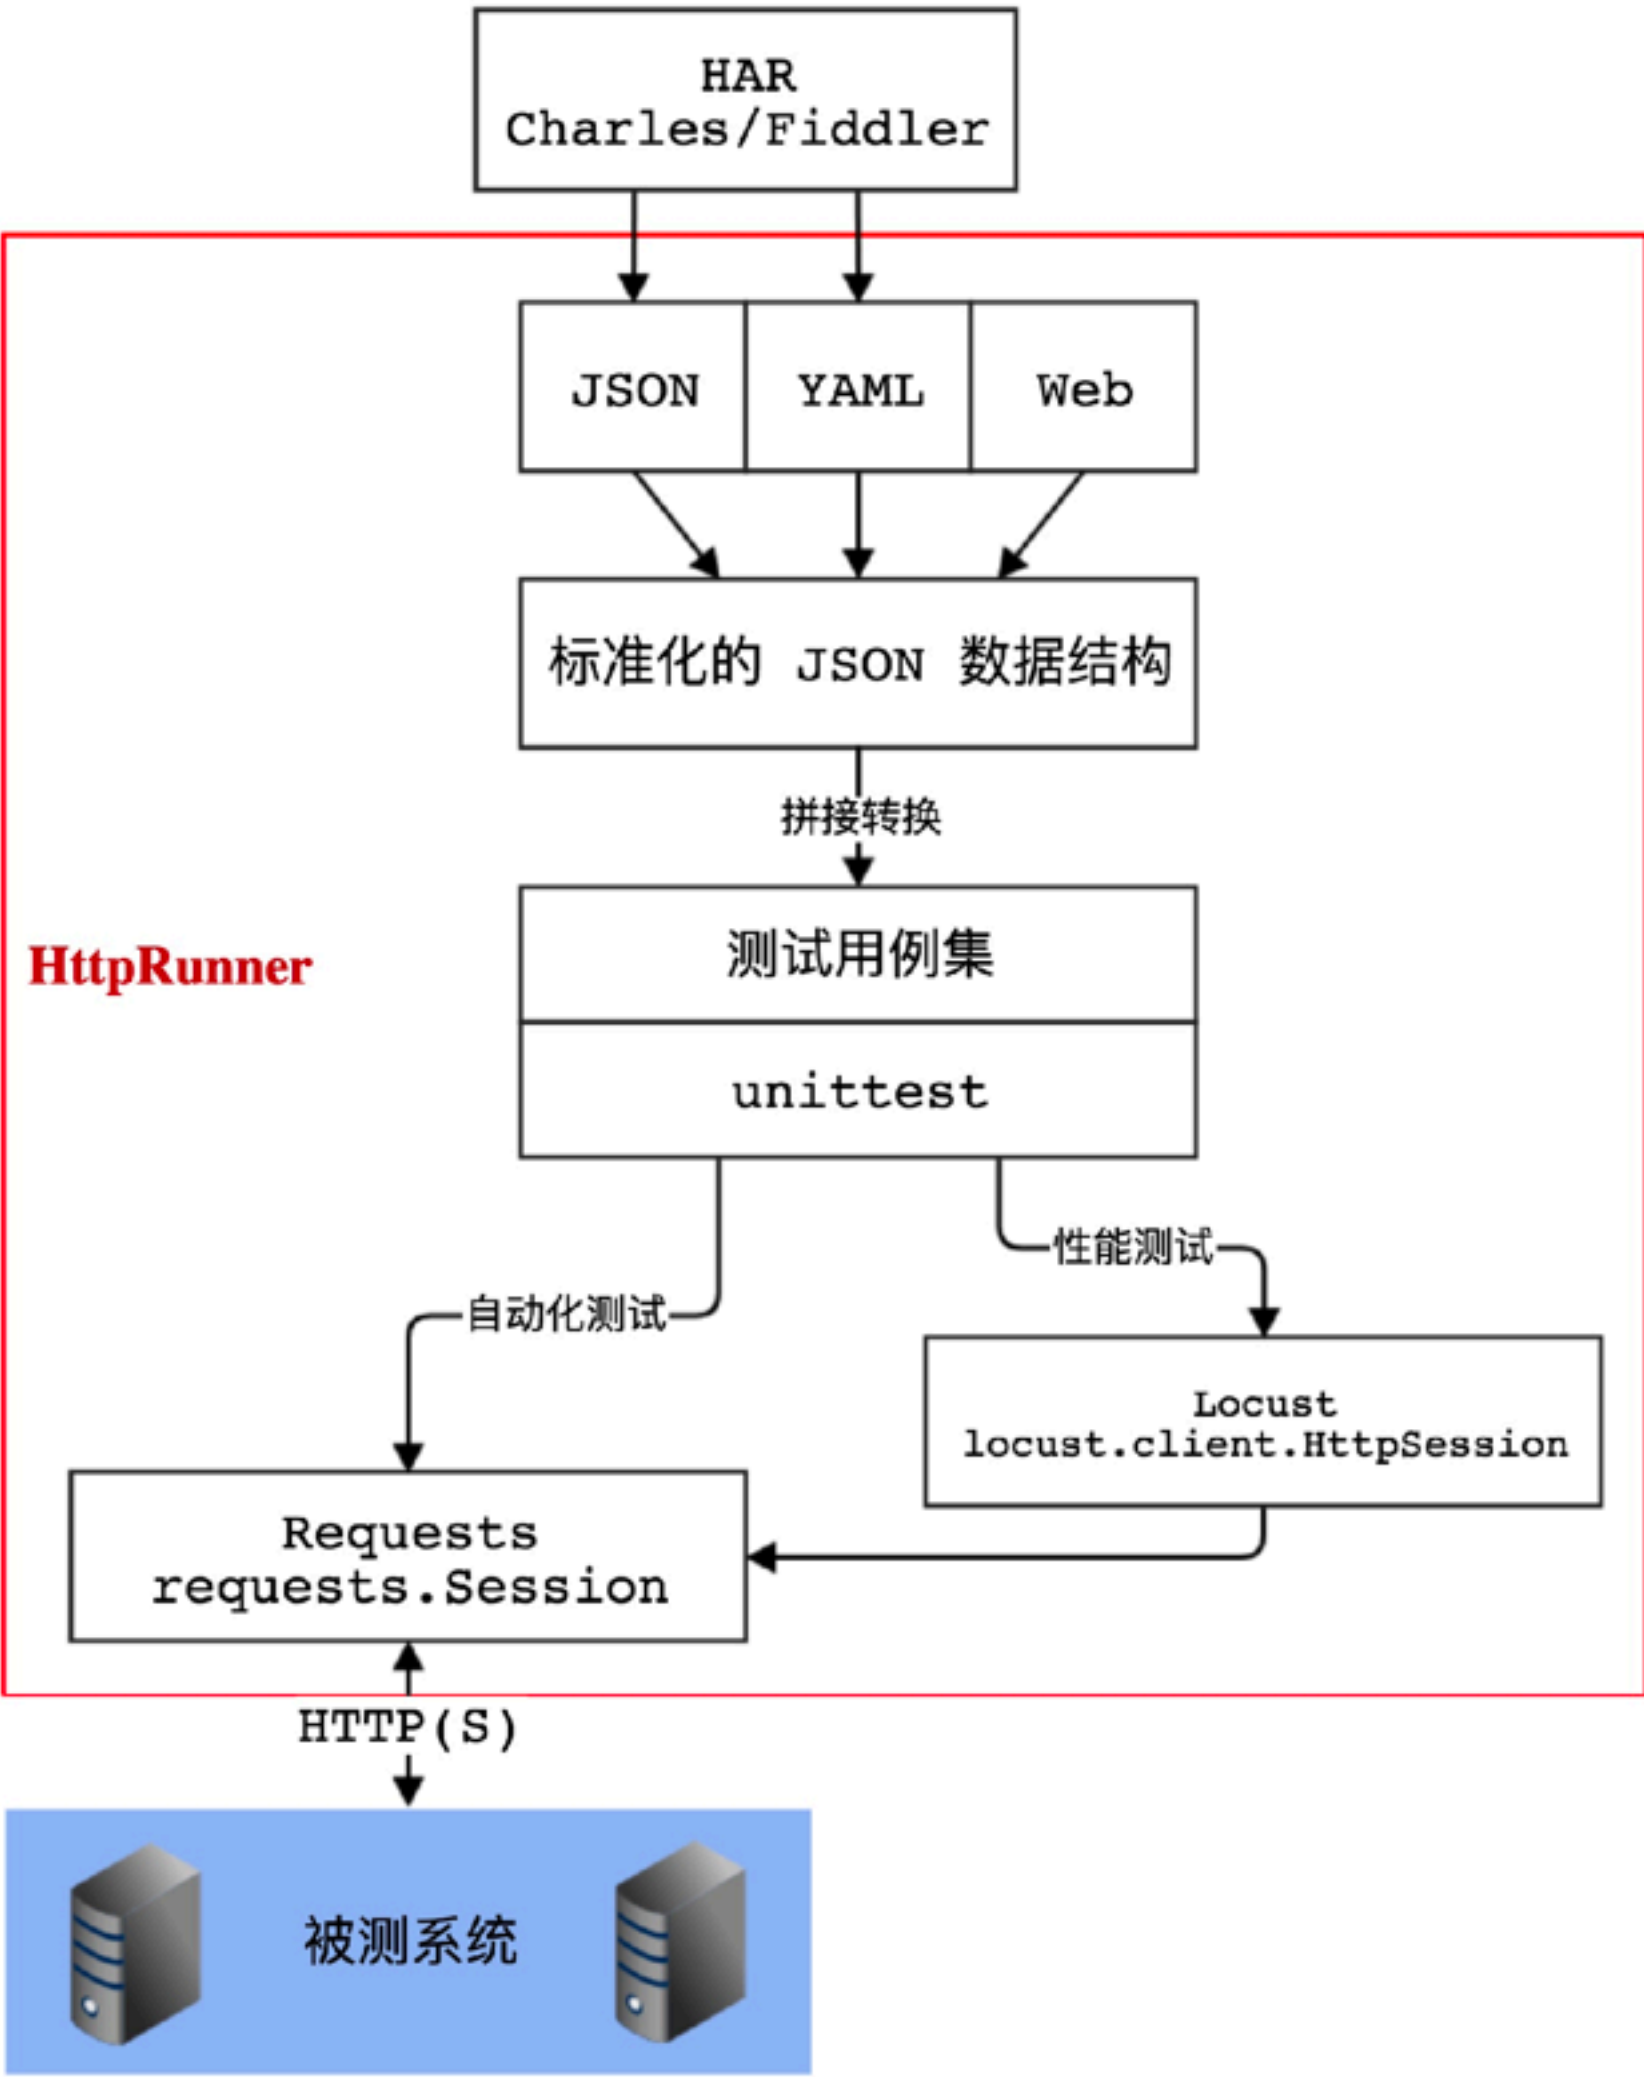 HAR
Charles/Fiddler
JSON
YAML
Web
标准化的 JSON 数据结构
拼接转换
测试用例集
HttpRunner
unittest
性能测试
自动化测试
Locust
locust.client.HttpSession
Requests
requests.Session
HTTP(S)
被测系统